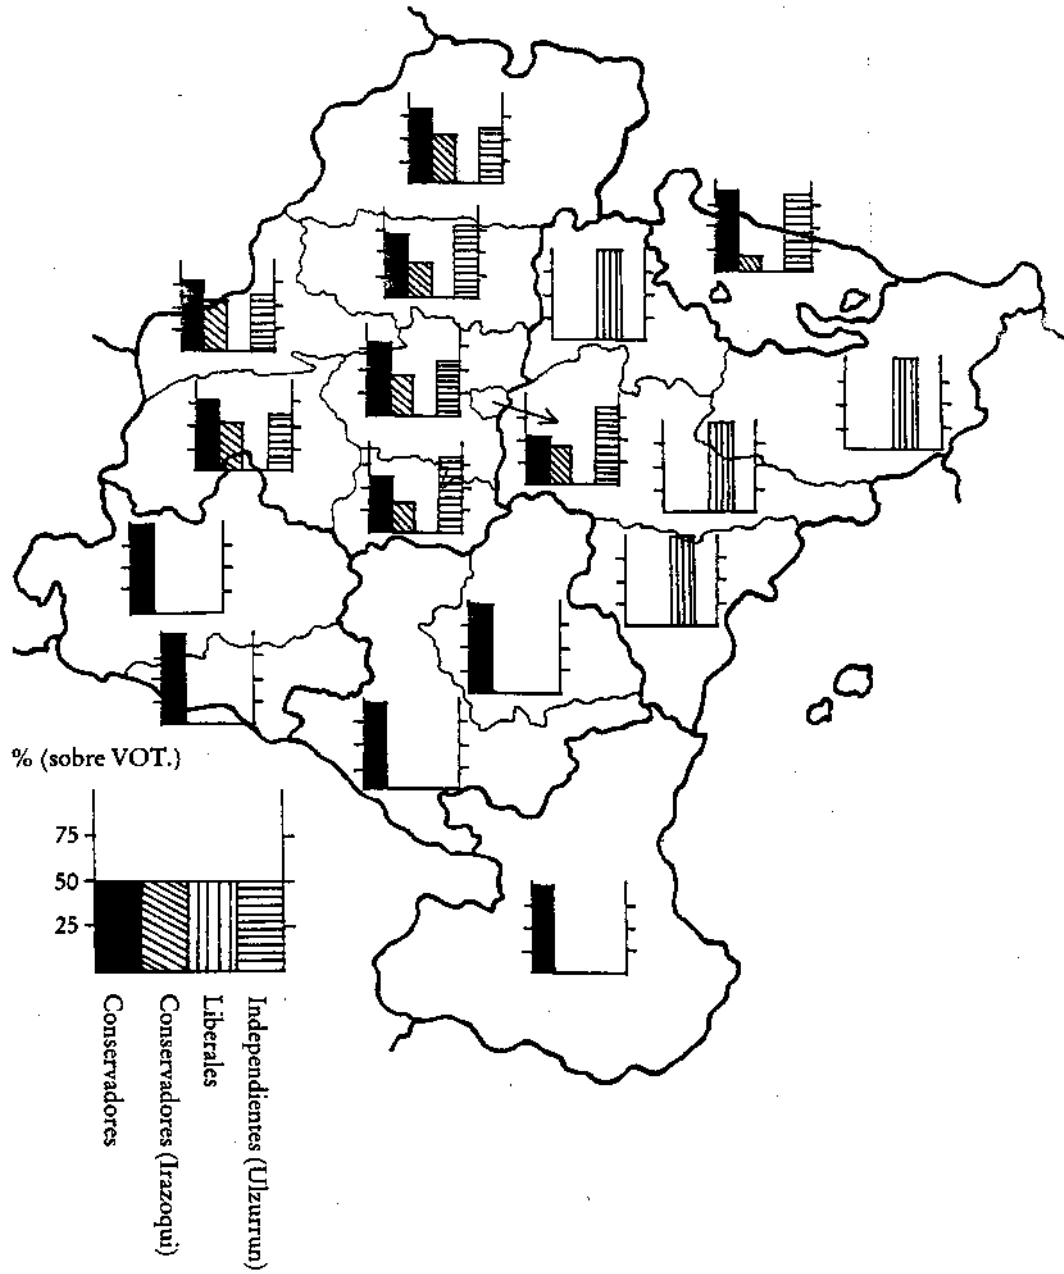 % (sobre VOT.)
75
50
25
Conservadores
Conservadores (Irazoqui)
Liberales
Independientes (Ulzurrun)